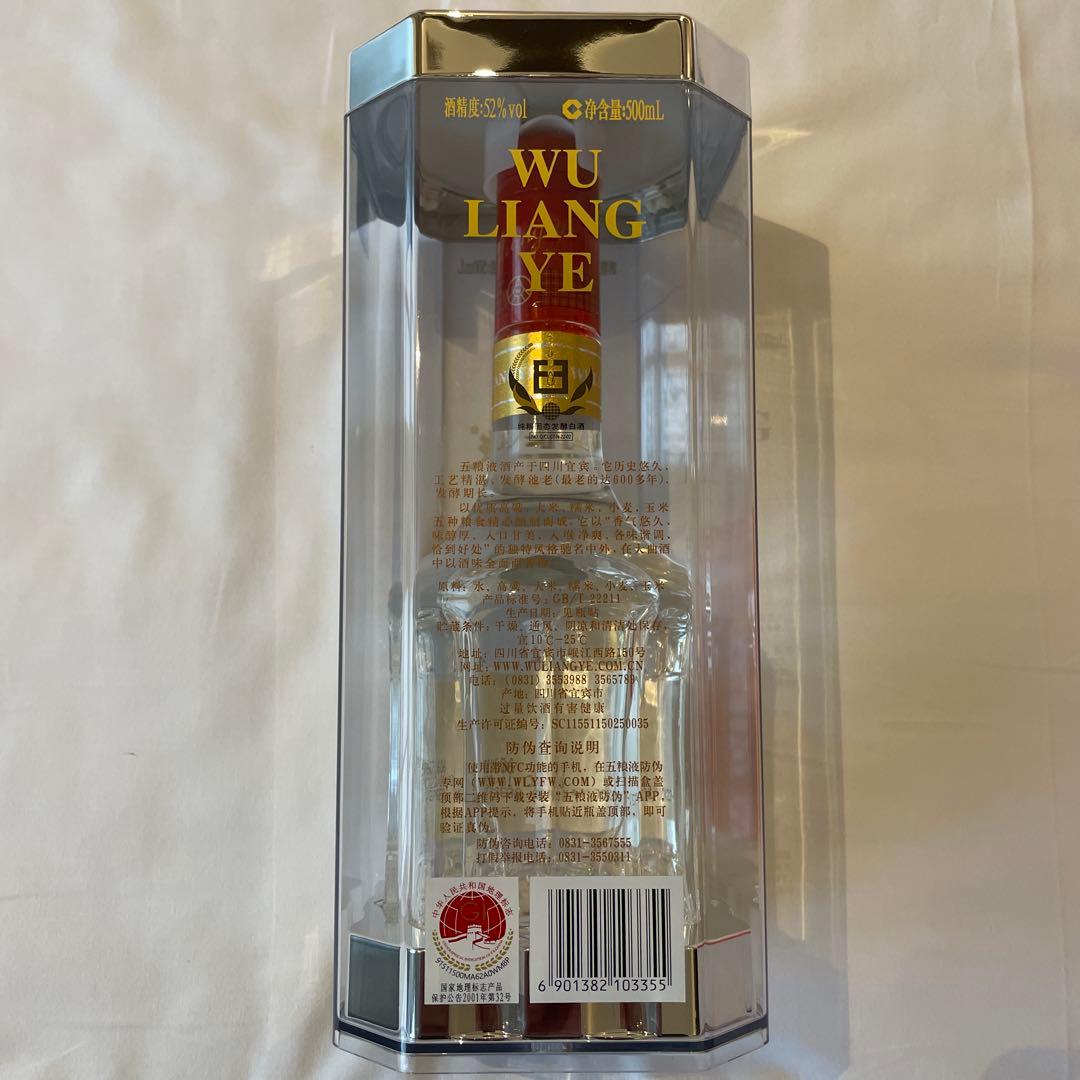 酒精度:52%vol 净含量:500mL
WU
LIANG
YE
纯粮固态发酵白酒
五粮液酒产于四川宜宾。它历史悠久、
工艺精湛、发酵池老(最老的达600多年)、
发酵期长。
以优质高粱、大米、糯米、小麦、玉米
五种粮食精心酿制而成。它以“香气悠久、
味醇厚、入口甘美、入喉净爽、各味谐调、
恰到好处”的独特风格驰名中外,在大曲酒
中以酒味全面而著称。
原料:水、高粱、大米、糯米、小麦、玉米
产品标准号:GB/T 22211
生产日期:见瓶贴
贮藏条件:干燥、通风、阴凉和清洁处保存,
宜10℃-25℃
地址:四川省宜宾市岷江西路150号
网址:WWW.WULIANGYE.COM.CN
电话:(0831)3553988 3565789
产地:四川省宜宾市
过量饮酒有害健康
生产许可证编号:SC11551150250035
防伪查询说明
使用带NFC功能的手机,在五粮液防伪
专网(WWW.WLYFW.COM)或扫描盒盖
顶部二维码下载安装“五粮液防伪”APP,
根据APP提示,将手机贴近瓶盖顶部,即可
验证真伪。
防伪咨询电话:0831-3567555
打假举报电话:0831-3550311
中华人民共和国地理标志
GI
91511500MA62A0WM8P
国家地理标志产品
保护公告2001年第32号
6 901382 103355